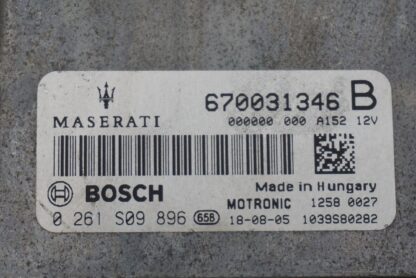 670031346 B
MASERATI
000000 000 A152 12V
BOSCH
Made in Hungary
MOTRONIC 1258 0027
0 261 S09 896 658 18-08-05 1039S80282